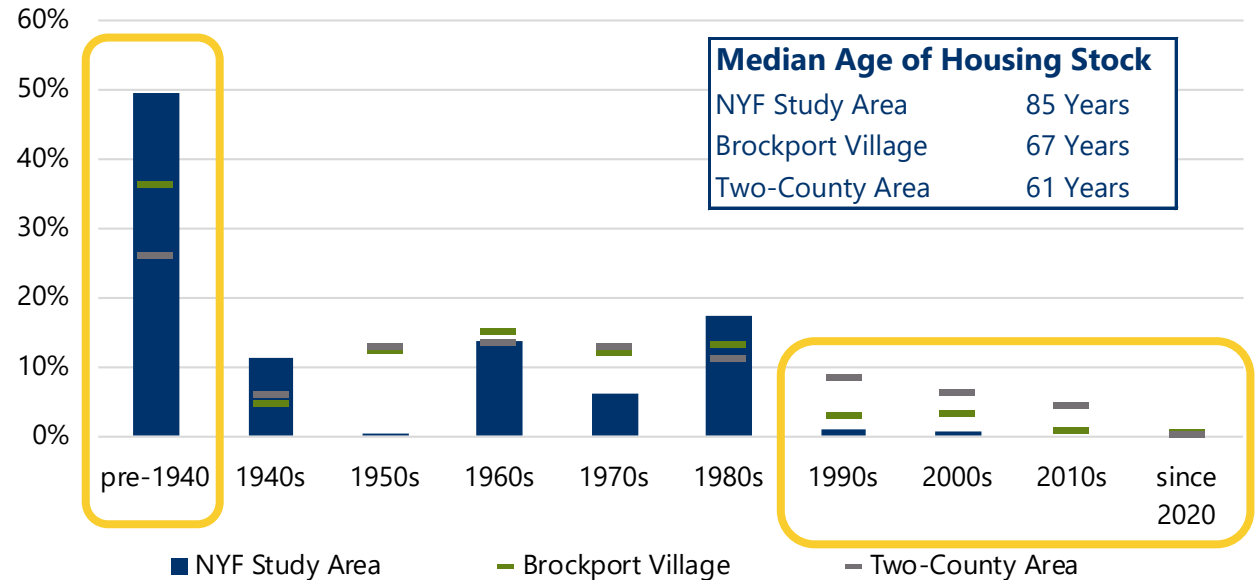 60%
50%
40%
30%
20%
10%
0%
Median Age of Housing Stock
NYF Study Area 85 Years
Brockport Village 67 Years
Two-County Area 61 Years
pre-1940 1940s 1950s 1960s 1970s 1980s 1990s 2000s 2010s since
2020
NYF Study Area Brockport Village Two-County Area